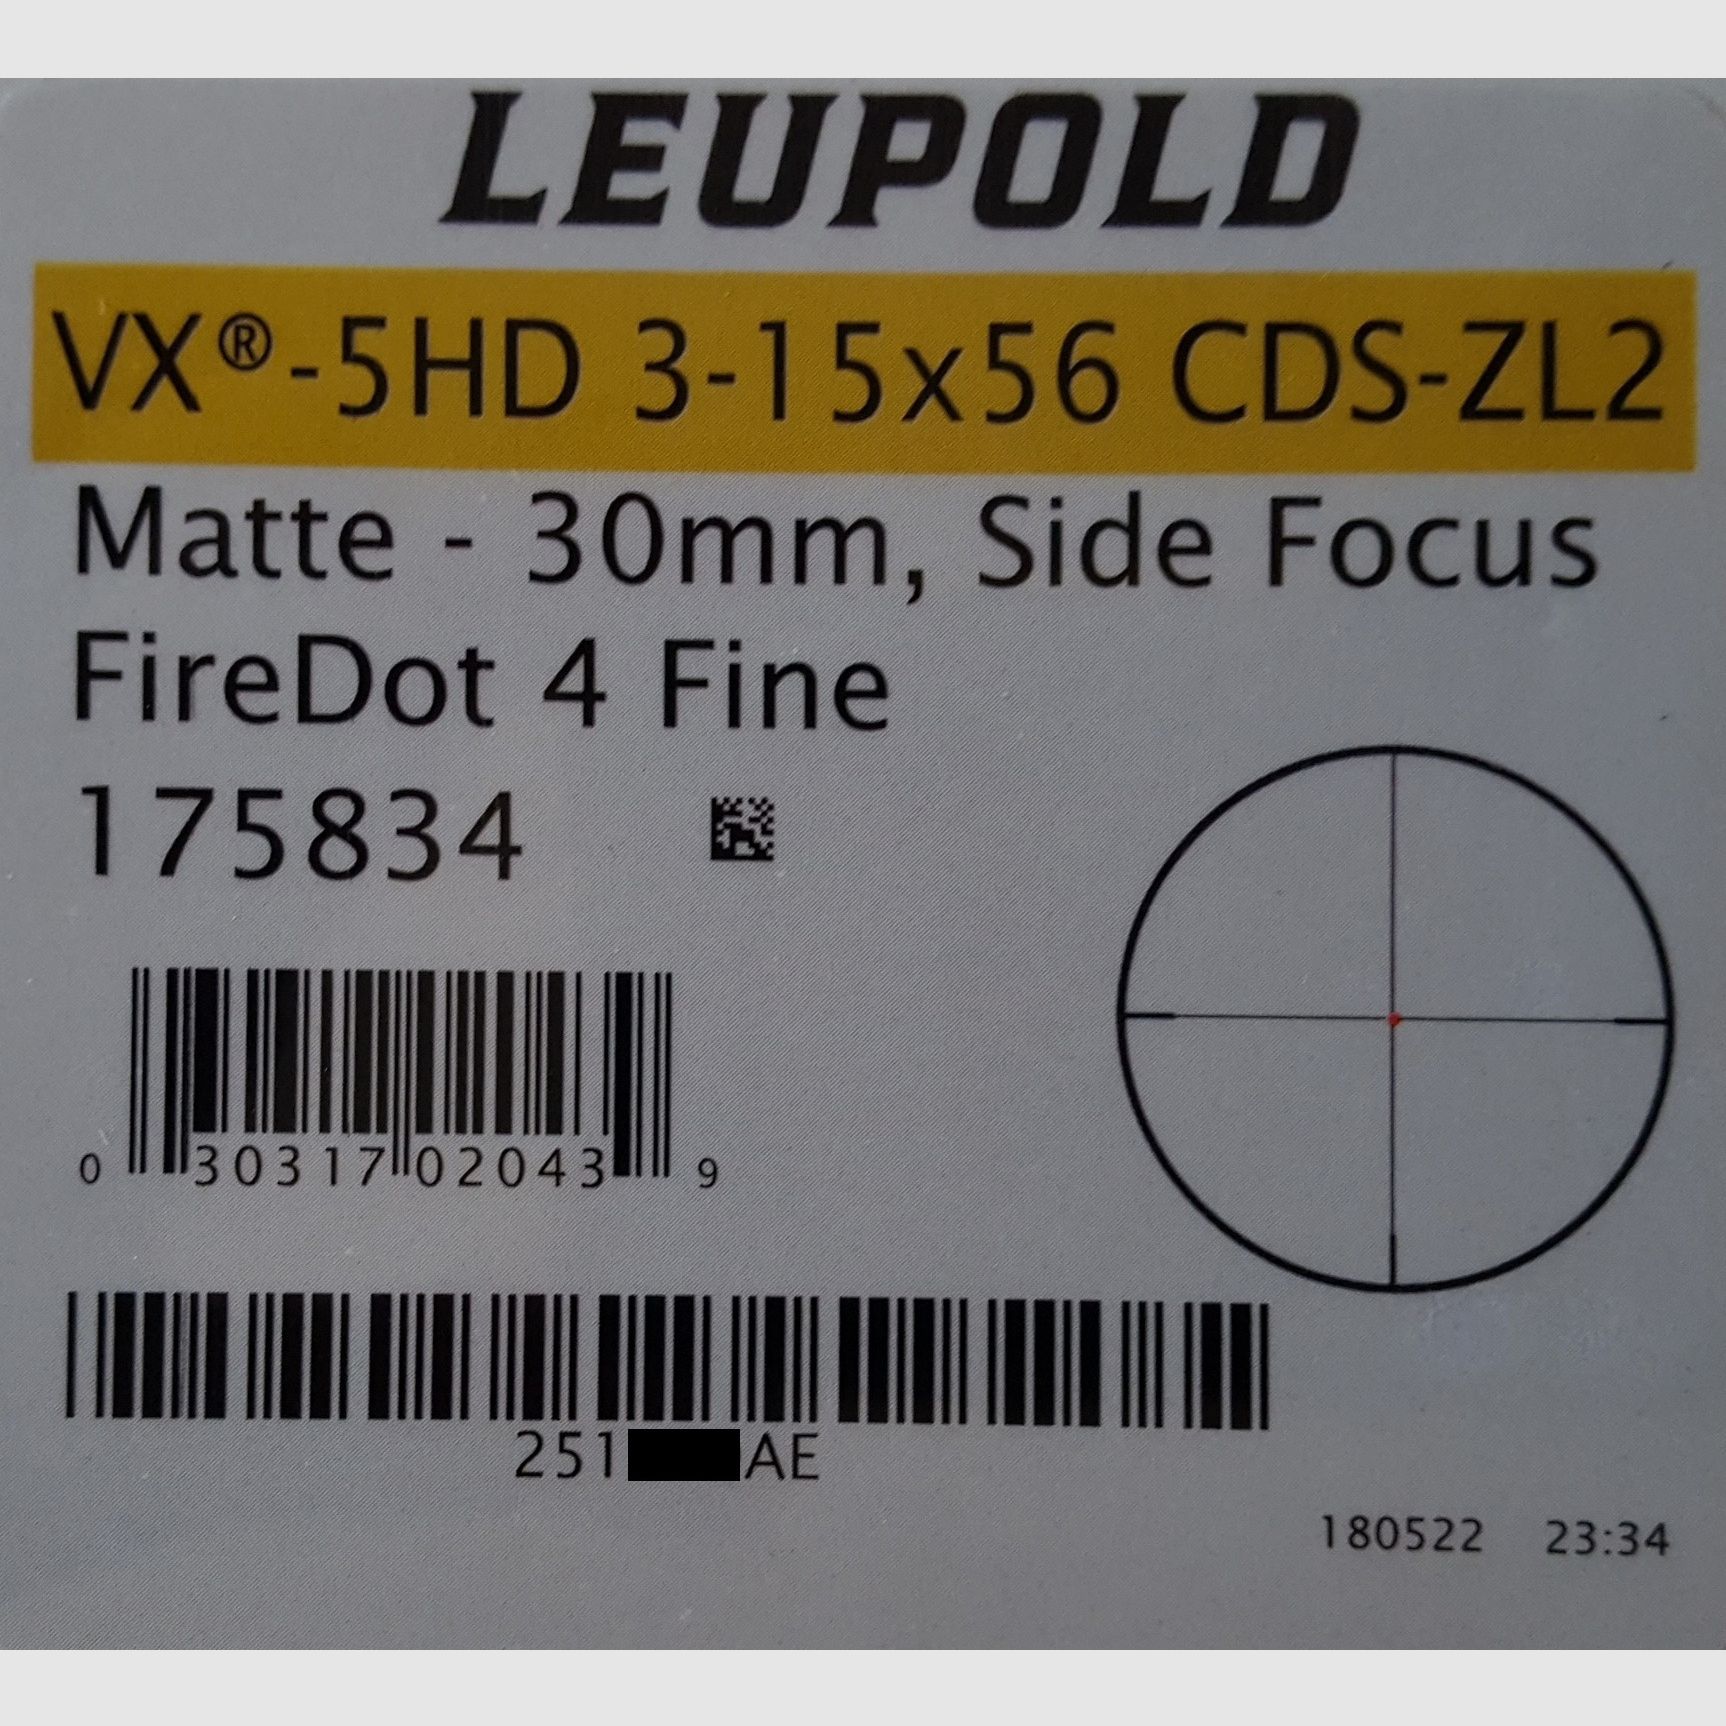 LEUPOLD
VX®-5HD 3-15x56 CDS-ZL2
Matte - 30mm, Side Focus
FireDot 4 Fine
175834
0 30317 02043 9
251 AE
180522 23:34